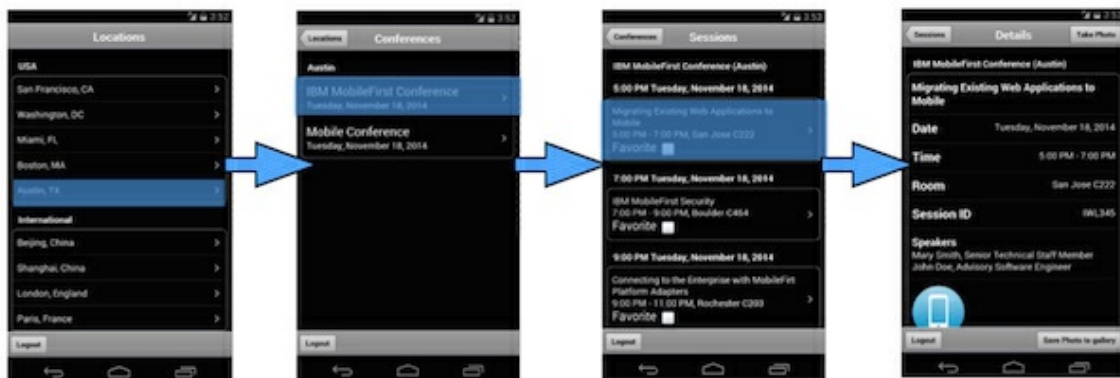 3:52
Locations
USA
San Francisco, CA
Washington, DC
Miami, FL
Boston, MA
Austin, TX
International
Beijing, China
Shanghai, China
London, England
Paris, France
Logout
3:52
Locations
Conferences
Austin
IBM MobileFirst Conference
Tuesday, November 18, 2014
Mobile Conference
Tuesday, November 18, 2014
Logout
3:53
Conferences
Sessions
IBM MobileFirst Conference (Austin)
5:00 PM Tuesday, November 18, 2014
Migrating Existing Web Applications to
Mobile
5:00 PM - 7:00 PM, San Jose C222
Favorite
7:00 PM Tuesday, November 18, 2014
IBM MobileFirst Security
7:00 PM - 9:00 PM, Boulder C454
Favorite
9:00 PM Tuesday, November 18, 2014
Connecting to the Enterprise with MobileFirt
Platform Adapters
9:00 PM - 11:00 PM, Rochester C203
Favorite
Logout
Sessions
Details
Take Photo
IBM MobileFirst Conference (Austin)
Migrating Existing Web Applications to
Mobile
Date Tuesday, November 18, 2014
Time 5:00 PM - 7:00 PM
Room San Jose C222
Session ID IWL345
Speakers
Mary Smith, Senior Technical Staff Member
John Doe, Advisory Software Engineer
Logout
Save Photo to gallery